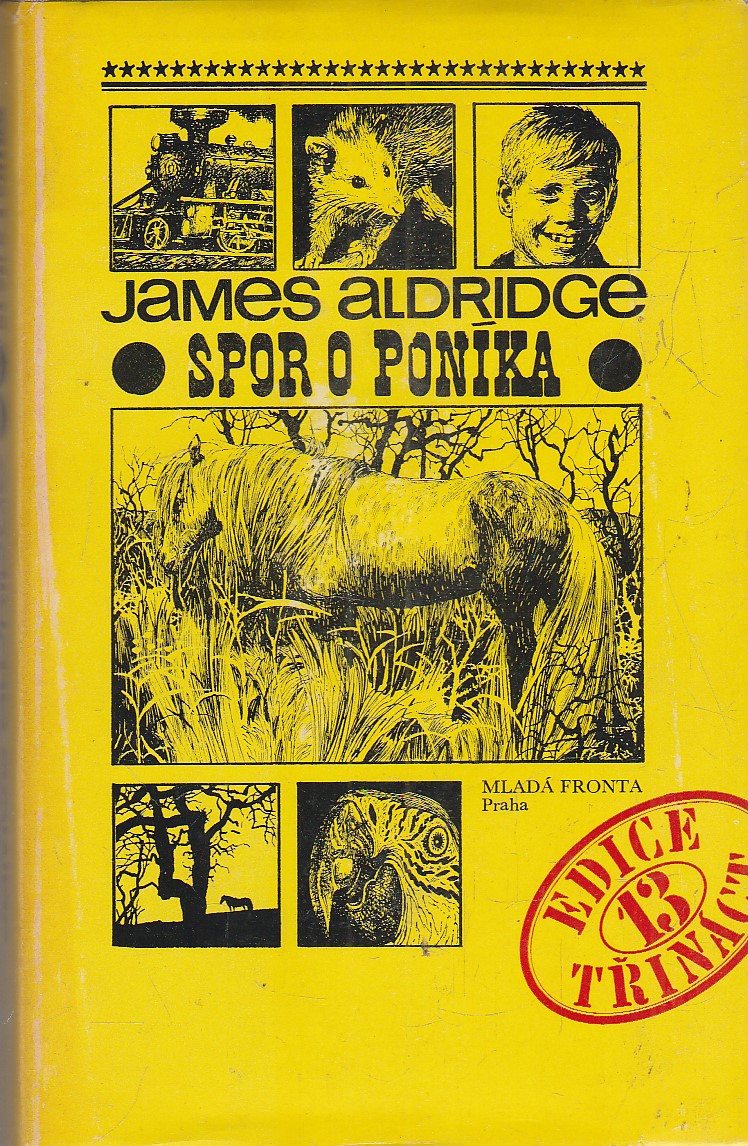 JAMES ALDRIDGE
SPOR O PONÍKA
MLADÁ FRONTA
Praha
EDICE
13
TŘINÁCT